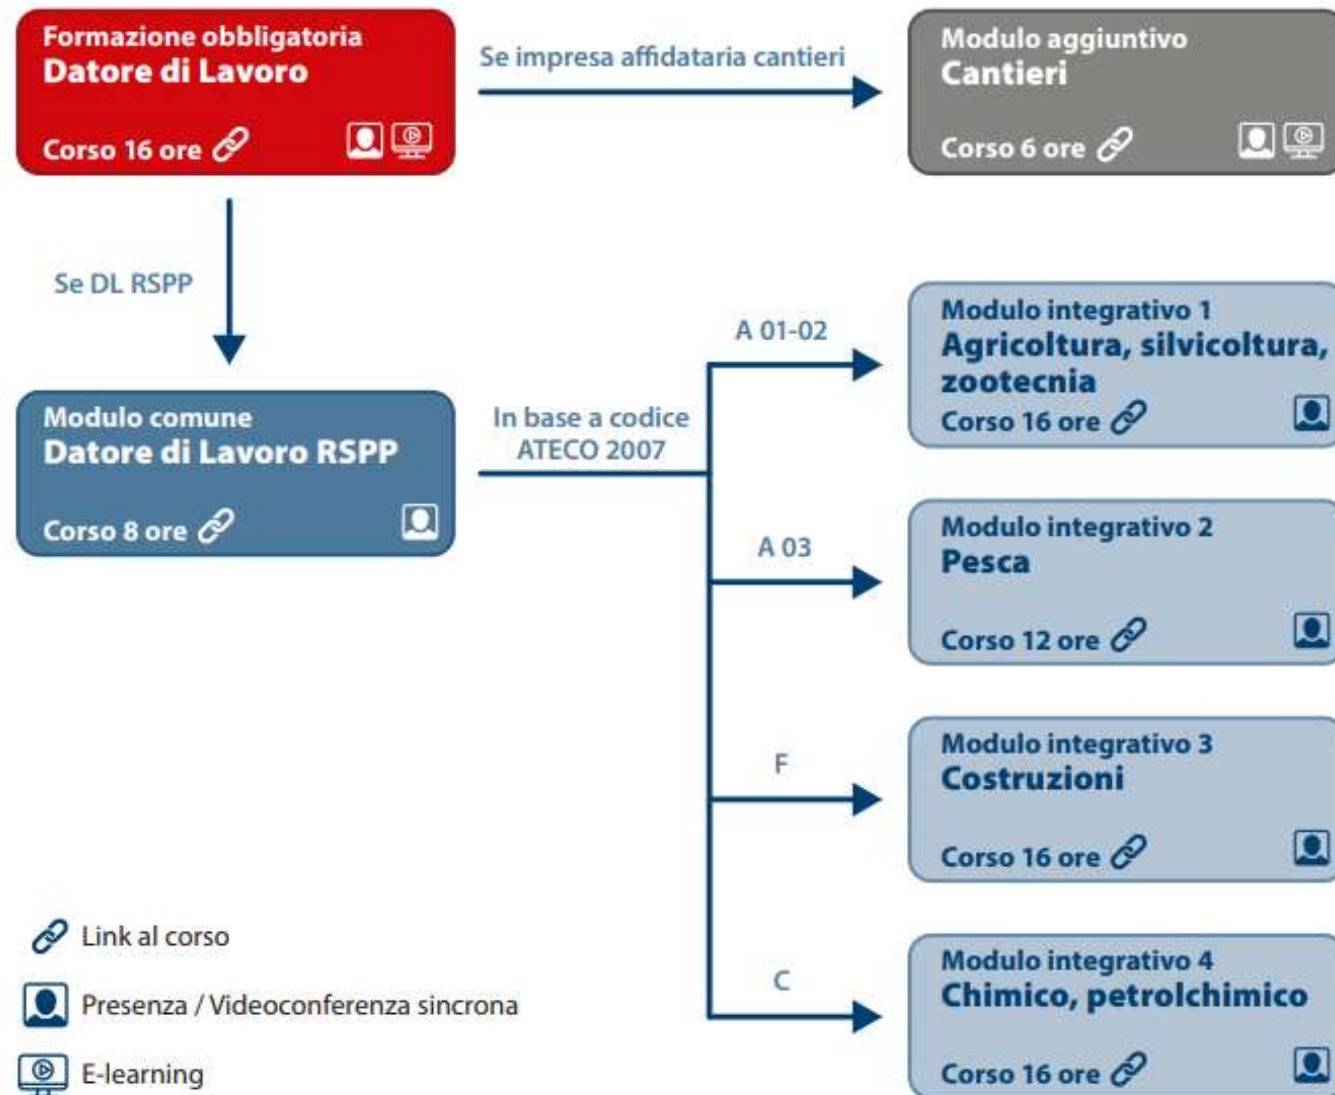 Formazione obbligatoria
Datore di Lavoro
Corso 16 ore
Se impresa affidataria cantieri
Modulo aggiuntivo
Cantieri
Corso 6 ore
Se DL RSPP
Modulo comune
Datore di Lavoro RSPP
Corso 8 ore
In base a codice
ATECO 2007
A 01-02
Modulo integrativo 1
Agricoltura, silvicoltura,
zootecnia
Corso 16 ore
A 03
Modulo integrativo 2
Pesca
Corso 12 ore
F
Modulo integrativo 3
Costruzioni
Corso 16 ore
C
Modulo integrativo 4
Chimico, petrolchimico
Corso 16 ore
Link al corso
Presenza / Videoconferenza sincrona
E-learning